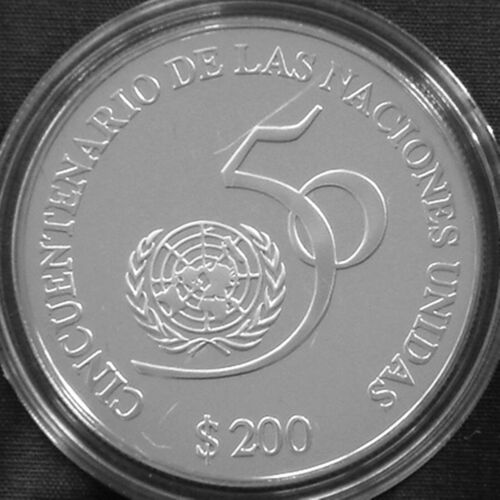 CINCUENTENARIO DE LAS NACIONES UNIDAS
50
$ 200